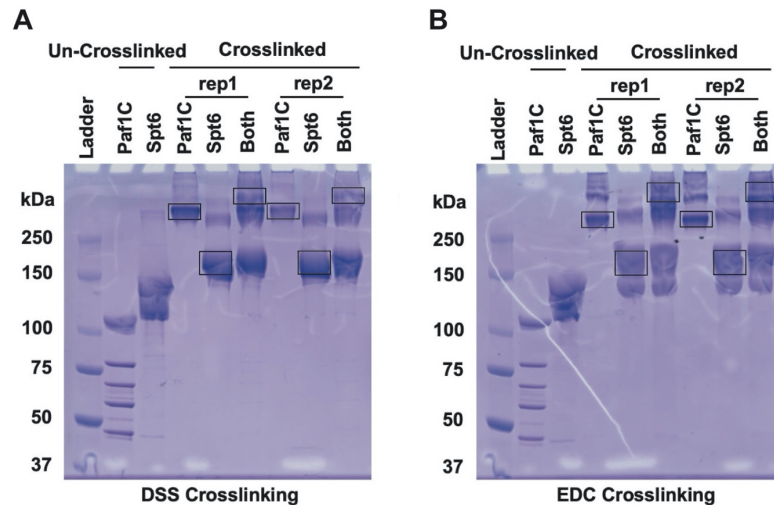 A
Un-Crosslinked Crosslinked
rep1 rep2
Ladder Paf1C Spt6 Paf1C Spt6 Both Paf1C Spt6 Both
kDa
250
150
100
75
50
37
DSS Crosslinking
B
Un-Crosslinked Crosslinked
rep1 rep2
Ladder Paf1C Spt6 Paf1C Spt6 Both Paf1C Spt6 Both
kDa
250
150
100
75
50
37
EDC Crosslinking